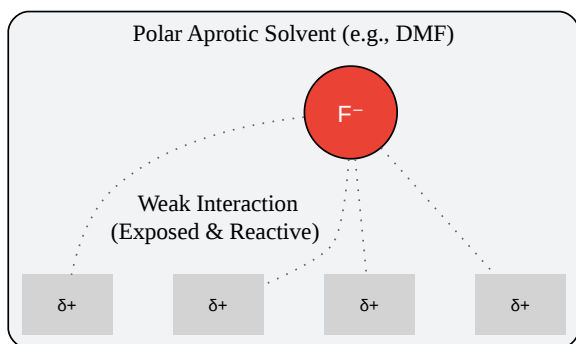 Polar Aprotic Solvent (e.g., DMF)
F⁻
Weak Interaction
(Exposed & Reactive)
δ+ δ+ δ+ δ+